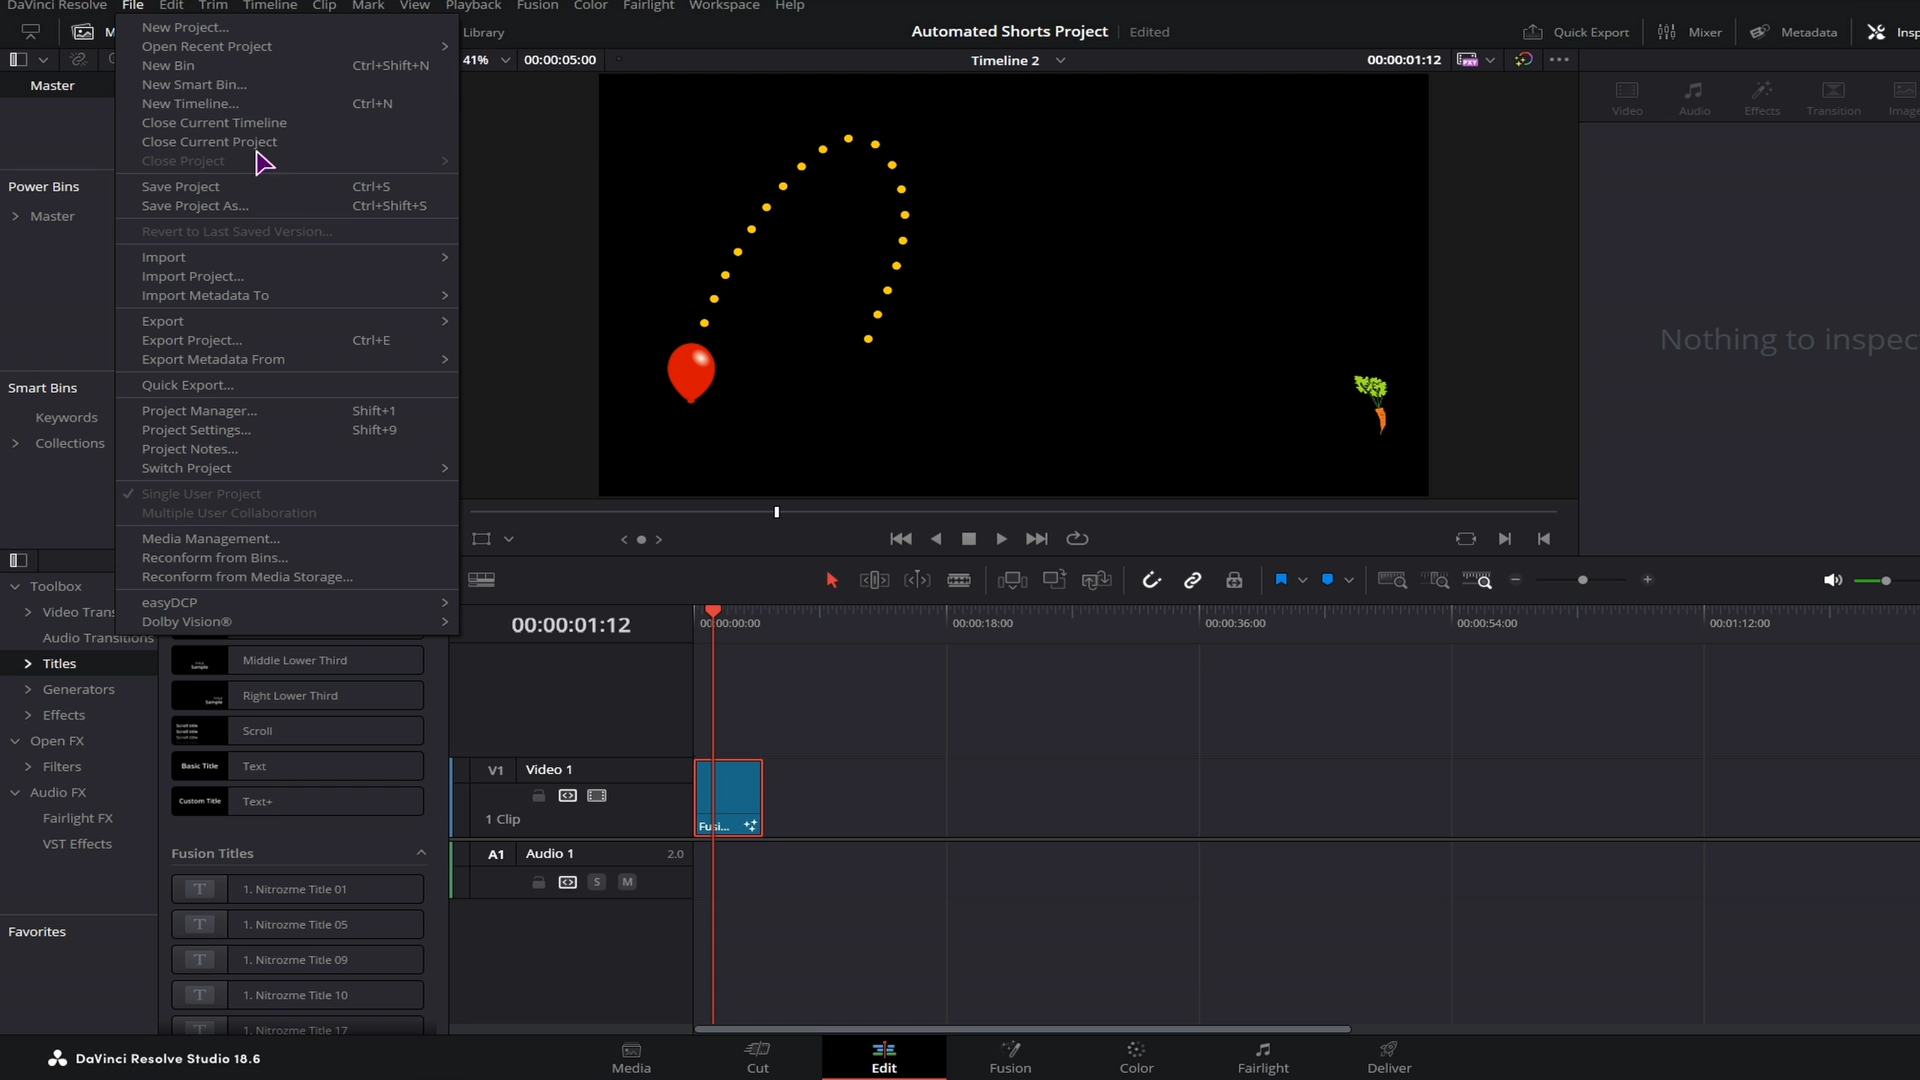 DaVinci Resolve File Edit Trim Timeline Clip Mark View Playback Fusion Color Fairlight Workspace Help
Library
Automated Shorts Project Edited
Quick Export Mixer Metadata
41% 00:00:05:00 Timeline 2 00:00:01:12
Master
New Project...
Open Recent Project
New Bin Ctrl+Shift+N
New Smart Bin...
New Timeline... Ctrl+N
Close Current Timeline
Close Current Project
Close Project
Save Project Ctrl+S
Save Project As... Ctrl+Shift+S
Revert to Last Saved Version...
Import
Import Project...
Import Metadata To
Export
Export Project... Ctrl+E
Export Metadata From
Quick Export...
Project Manager... Shift+1
Project Settings... Shift+9
Project Notes...
Switch Project
Single User Project
Multiple User Collaboration
Media Management...
Reconform from Bins...
Reconform from Media Storage...
easyDCP
Dolby Vision®
Power Bins
Master
Smart Bins
Keywords
Collections
Video Audio Effects Transition Image
Nothing to inspec
Toolbox
Video Trans
Audio Transitions
Titles
Generators
Effects
Open FX
Filters
Audio FX
Fairlight FX
VST Effects
Favorites
Middle Lower Third
Right Lower Third
Scroll
Basic Title Text
Custom Title Text+
Fusion Titles
T 1. Nitrozme Title 01
T 1. Nitrozme Title 05
T 1. Nitrozme Title 09
T 1. Nitrozme Title 10
1. Nitrozme Title 17
00:00:01:12
00:00:00:00 00:00:18:00 00:00:36:00 00:00:54:00 00:01:12:00
V1 Video 1
1 Clip
Fusi...
A1 Audio 1 2.0
S M
DaVinci Resolve Studio 18.6
Media Cut Edit Fusion Color Fairlight Deliver